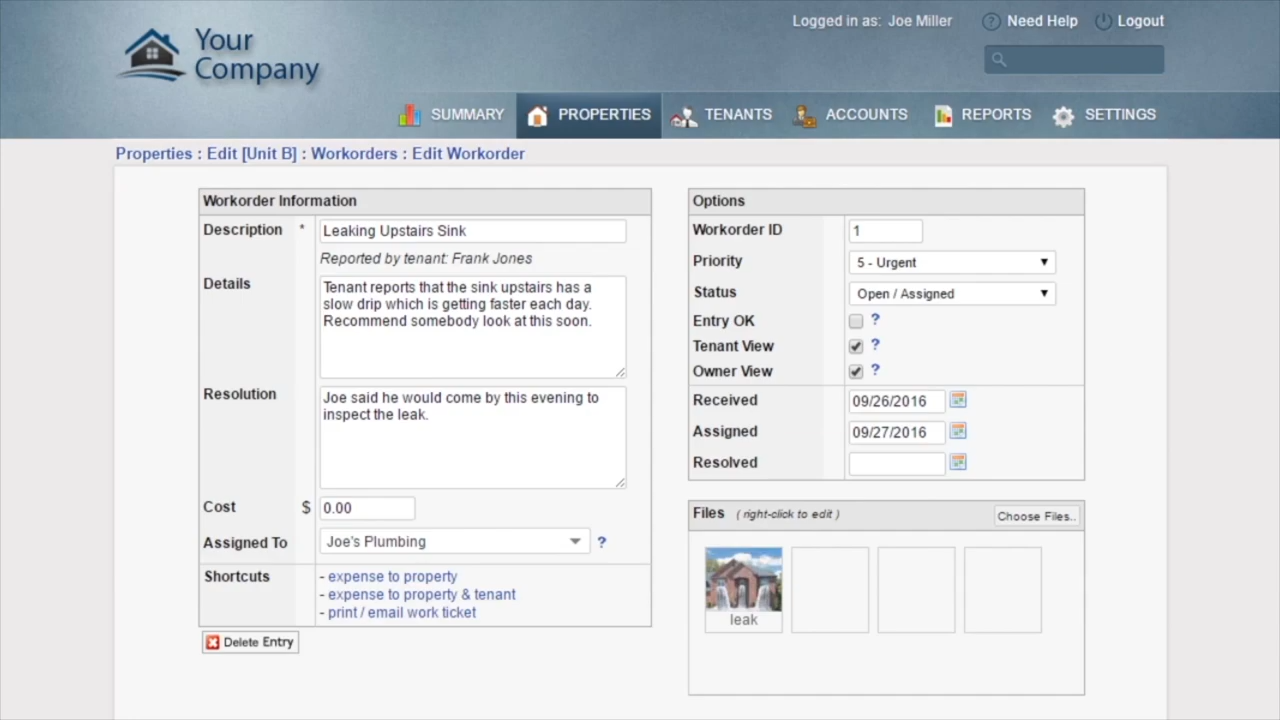 Your
Company
Logged in as: Joe Miller
Need Help
Logout
SUMMARY
PROPERTIES
TENANTS
ACCOUNTS
REPORTS
SETTINGS
Properties : Edit [Unit B] : Workorders : Edit Workorder
Workorder Information
Description * Leaking Upstairs Sink
Reported by tenant: Frank Jones
Details
Tenant reports that the sink upstairs has a
slow drip which is getting faster each day.
Recommend somebody look at this soon.
Resolution
Joe said he would come by this evening to
inspect the leak.
Cost $ 0.00
Assigned To Joe's Plumbing ?
Shortcuts
- expense to property
- expense to property & tenant
- print / email work ticket
Delete Entry
Options
Workorder ID 1
Priority 5 - Urgent
Status Open / Assigned
Entry OK ?
Tenant View ?
Owner View ?
Received 09/26/2016
Assigned 09/27/2016
Resolved
Files ( right-click to edit ) Choose Files..
leak